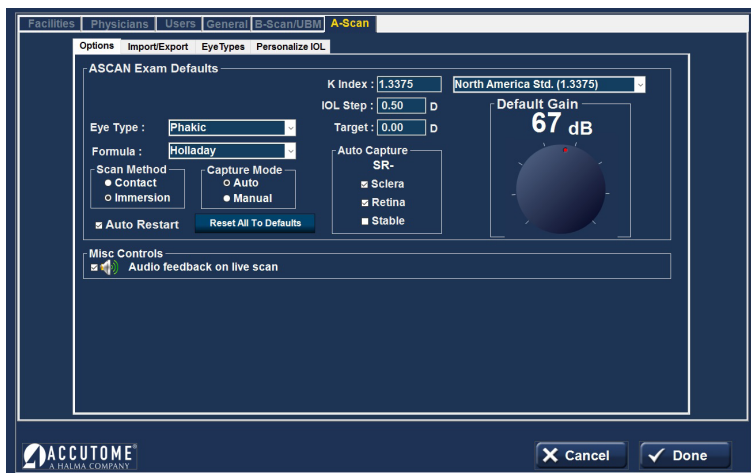 Facilities Physicians Users General B-Scan/UBM A-Scan
Options Import/Export EyeTypes Personalize IOL
ASCAN Exam Defaults
K Index : 1.3375 North America Std. (1.3375)
IOL Step : 0.50 D
Default Gain
Eye Type : Phakic
Target : 0.00 D
67 dB
Formula : Holladay
Auto Capture
SR-
Scan Method
Capture Mode
Contact
Auto
Sclera
Immersion
Manual
Retina
Auto Restart
Reset All To Defaults
Stable
Misc Controls
Audio feedback on live scan
ACCUTOME
A HALMA COMPANY
Cancel
Done